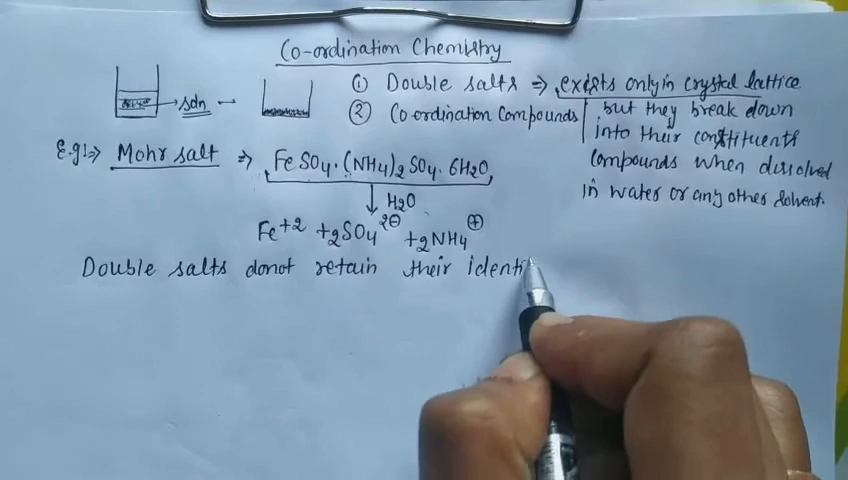 Co-ordination Chemistry
→ soln
① Double salts ⇒ exists only in crystal lattice
but they break down
into their constituents
compounds when dissolved
in water or any other solvent.
② Co-ordination Compounds
E.g:⇒ Mohr salt ⇒ FeSO4·(NH4)2SO4·6H2O
↓ H2O
Fe+2 + 2SO4 2⊖ + 2NH4 ⊕
Double salts donot retain their identi